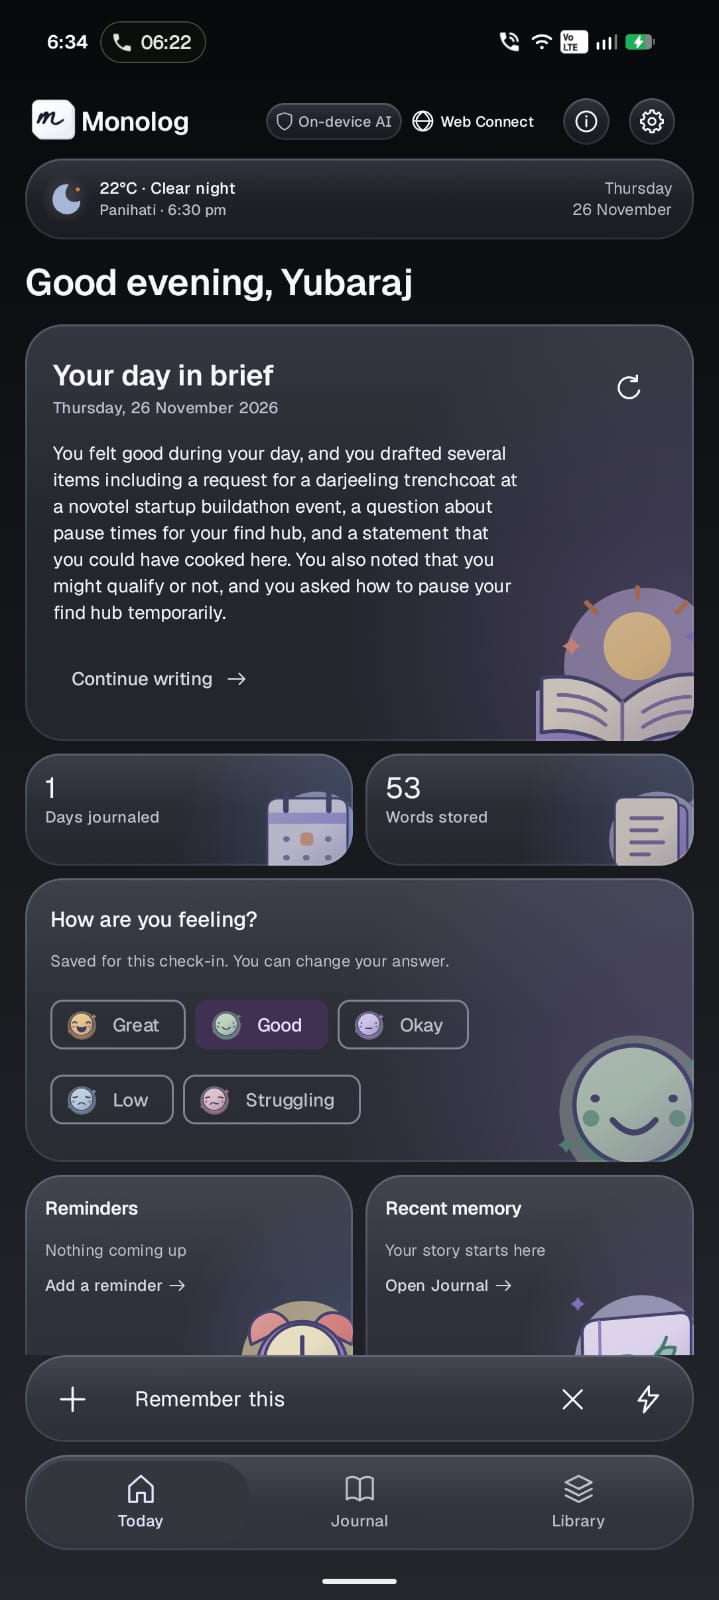 6:34 06:22 Vo LTE
m Monolog On-device AI Web Connect
22°C · Clear night Thursday
Panihati · 6:30 pm 26 November
Good evening, Yubaraj
Your day in brief
Thursday, 26 November 2026
You felt good during your day, and you drafted several
items including a request for a darjeeling trenchcoat at
a novotel startup buildathon event, a question about
pause times for your find hub, and a statement that
you could have cooked here. You also noted that you
might qualify or not, and you asked how to pause your
find hub temporarily.
Continue writing →
1 53
Days journaled Words stored
How are you feeling?
Saved for this check-in. You can change your answer.
Great Good Okay
Low Struggling
Reminders Recent memory
Nothing coming up Your story starts here
Add a reminder → Open Journal →
Remember this
Today Journal Library